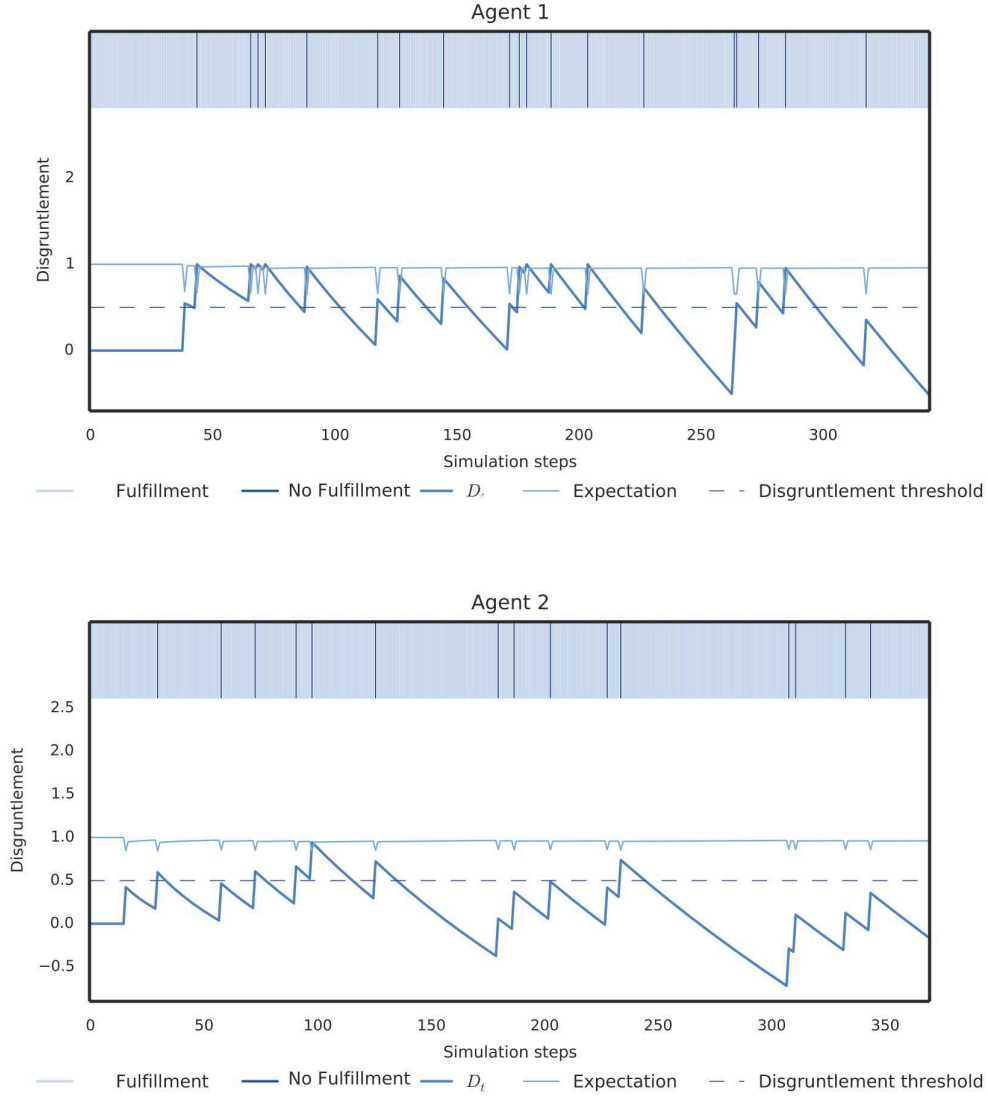 Agent 1
Disgruntlement
2
1
0
0 50 100 150 200 250 300
Simulation steps
Fulfillment No Fulfillment D Expectation Disgruntlement threshold
Agent 2
Disgruntlement
2.5
2.0
1.5
1.0
0.5
0.0
−0.5
0 50 100 150 200 250 300 350
Simulation steps
Fulfillment No Fulfillment Dt Expectation Disgruntlement threshold